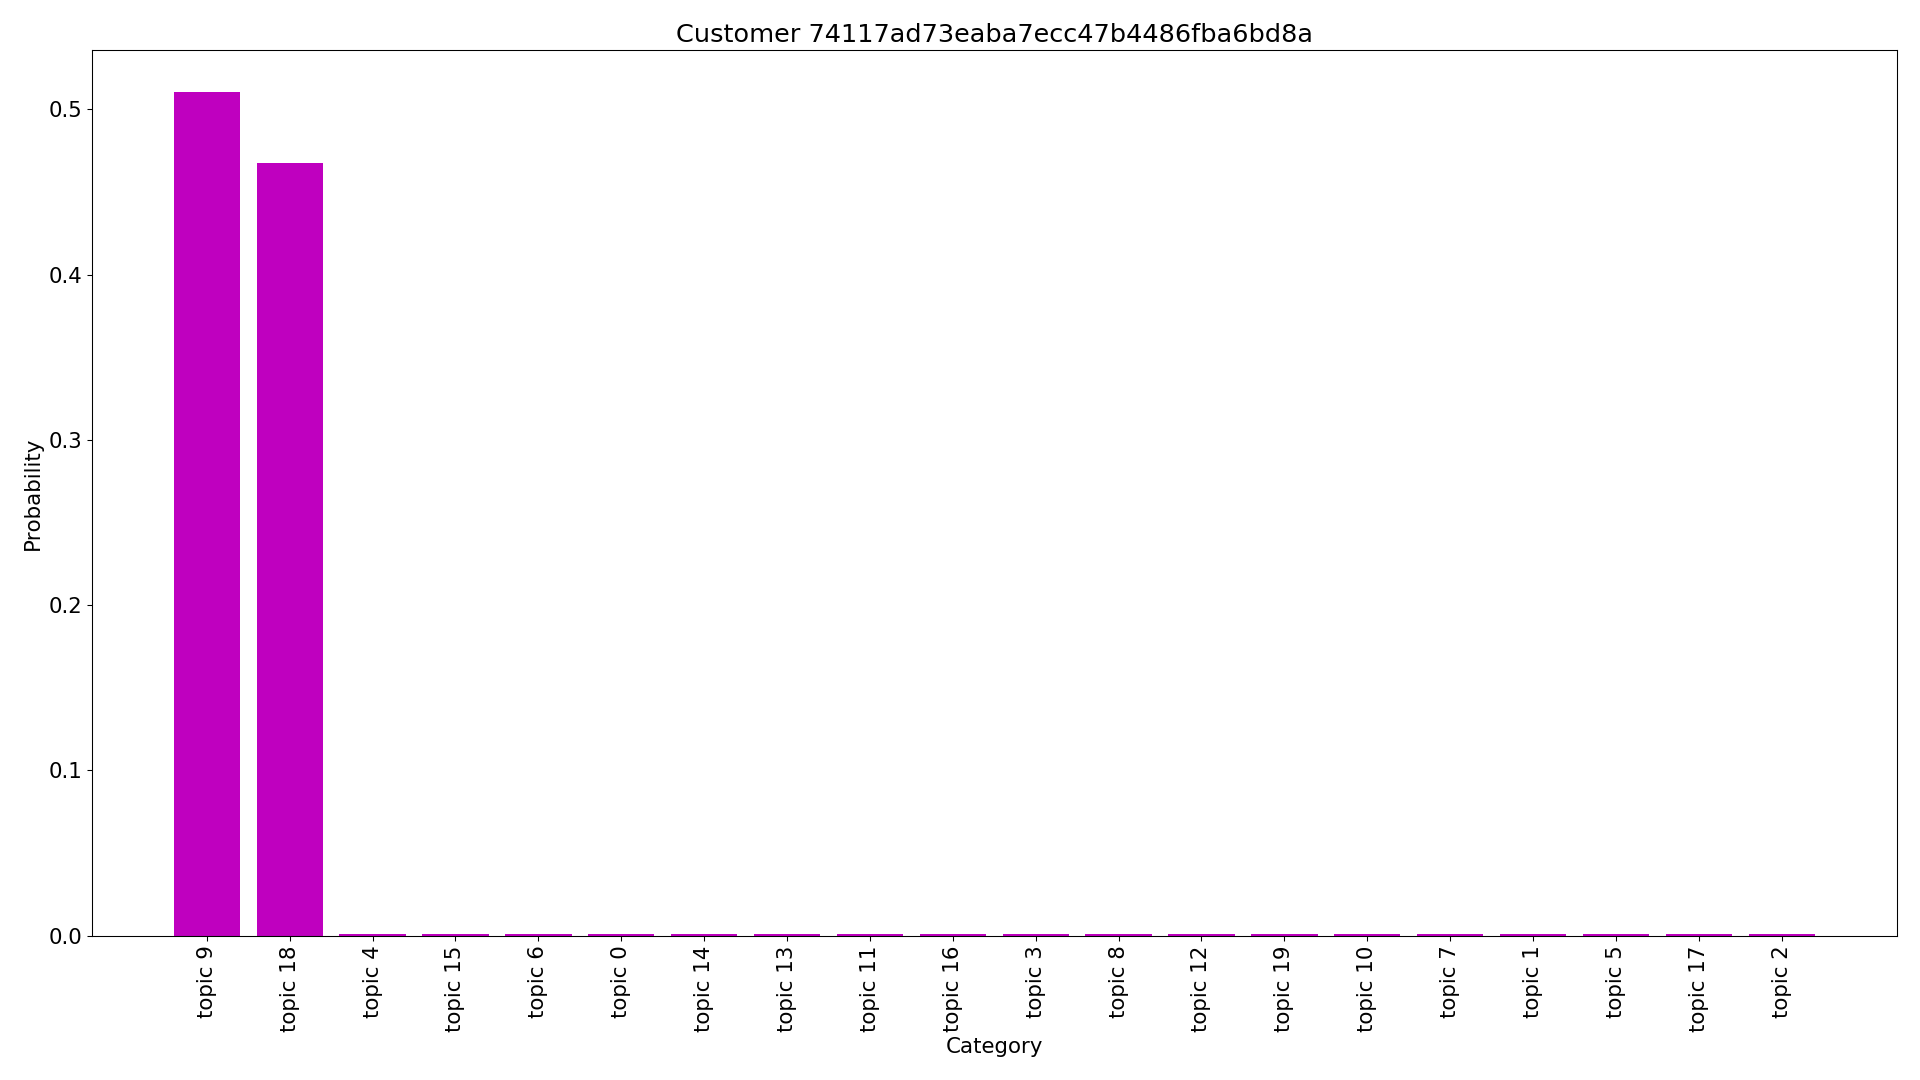 Customer 74117ad73eaba7ecc47b4486fba6bd8a
Probability
0.5
0.4
0.3
0.2
0.1
0.0
topic 9
topic 18
topic 4
topic 15
topic 6
topic 0
topic 14
topic 13
topic 11
topic 16
topic 3
topic 8
topic 12
topic 19
topic 10
topic 7
topic 1
topic 5
topic 17
topic 2
Category